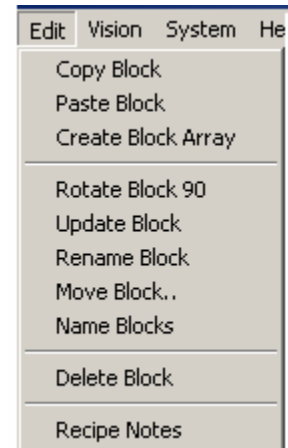 Edit Vision System He
Copy Block
Paste Block
Create Block Array
Rotate Block 90
Update Block
Rename Block
Move Block..
Name Blocks
Delete Block
Recipe Notes